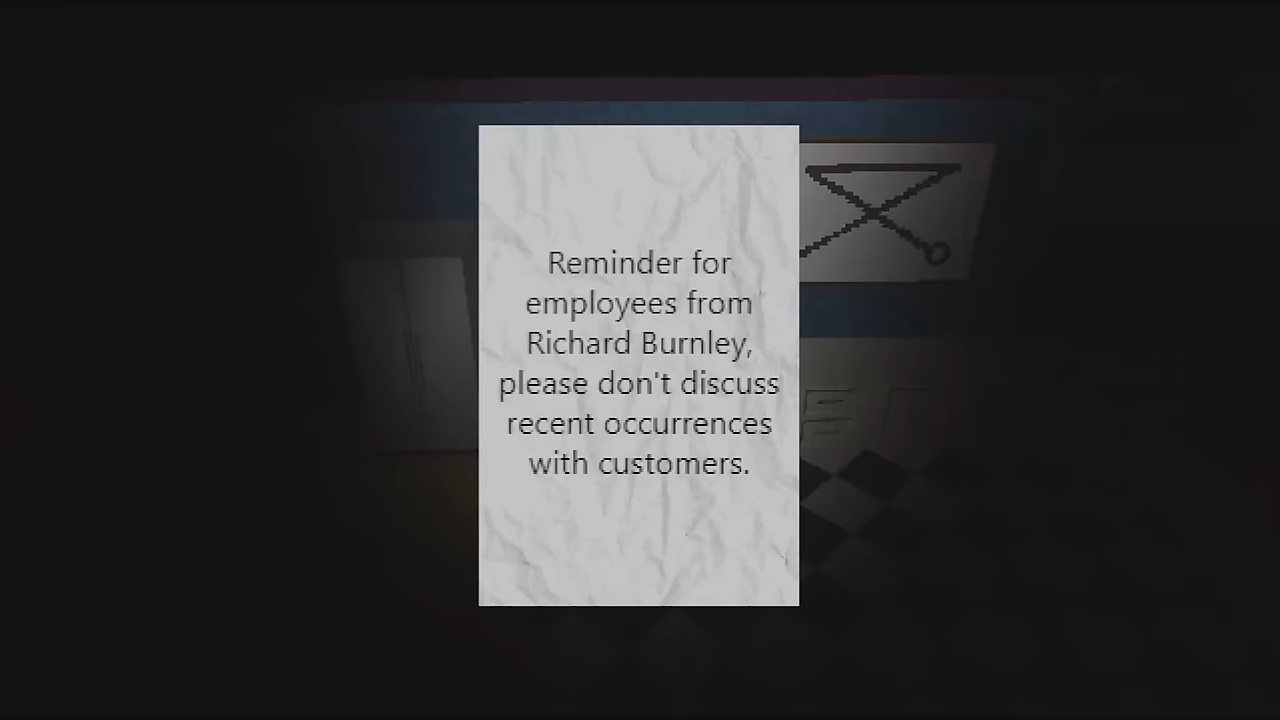 Reminder for
employees from
Richard Burnley,
please don't discuss
recent occurrences
with customers.